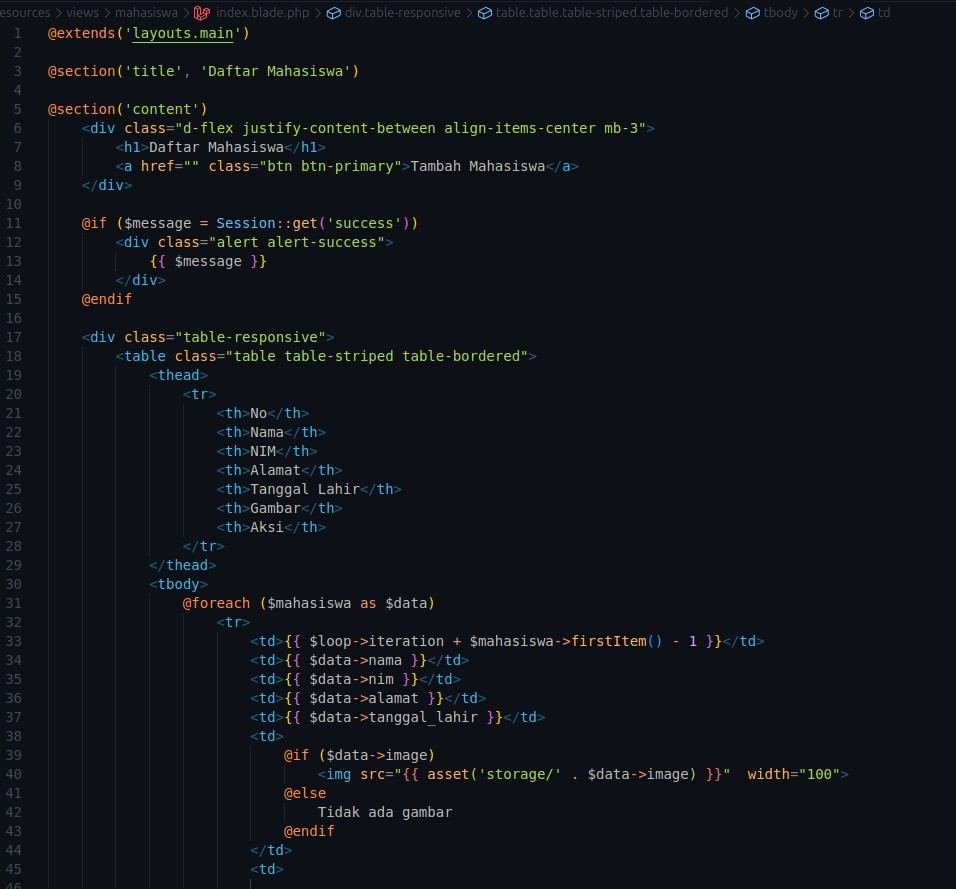 esources > views > mahasiswa > index.blade.php > div.table-responsive > table.table.table-striped.table-bordered > tbody > tr > td
1 @extends('layouts.main')
2
3 @section('title', 'Daftar Mahasiswa')
4
5 @section('content')
6 <div class="d-flex justify-content-between align-items-center mb-3">
7 <h1>Daftar Mahasiswa</h1>
8 <a href="" class="btn btn-primary">Tambah Mahasiswa</a>
9 </div>
10
11 @if ($message = Session::get('success'))
12 <div class="alert alert-success">
13 {{ $message }}
14 </div>
15 @endif
16
17 <div class="table-responsive">
18 <table class="table table-striped table-bordered">
19 <thead>
20 <tr>
21 <th>No</th>
22 <th>Nama</th>
23 <th>NIM</th>
24 <th>Alamat</th>
25 <th>Tanggal Lahir</th>
26 <th>Gambar</th>
27 <th>Aksi</th>
28 </tr>
29 </thead>
30 <tbody>
31 @foreach ($mahasiswa as $data)
32 <tr>
33 <td>{{ $loop->iteration + $mahasiswa->firstItem() - 1 }}</td>
34 <td>{{ $data->nama }}</td>
35 <td>{{ $data->nim }}</td>
36 <td>{{ $data->alamat }}</td>
37 <td>{{ $data->tanggal_lahir }}</td>
38 <td>
39 @if ($data->image)
40 <img src="{{ asset('storage/' . $data->image) }}"  width="100">
41 @else
42 Tidak ada gambar
43 @endif
44 </td>
45 <td>
46